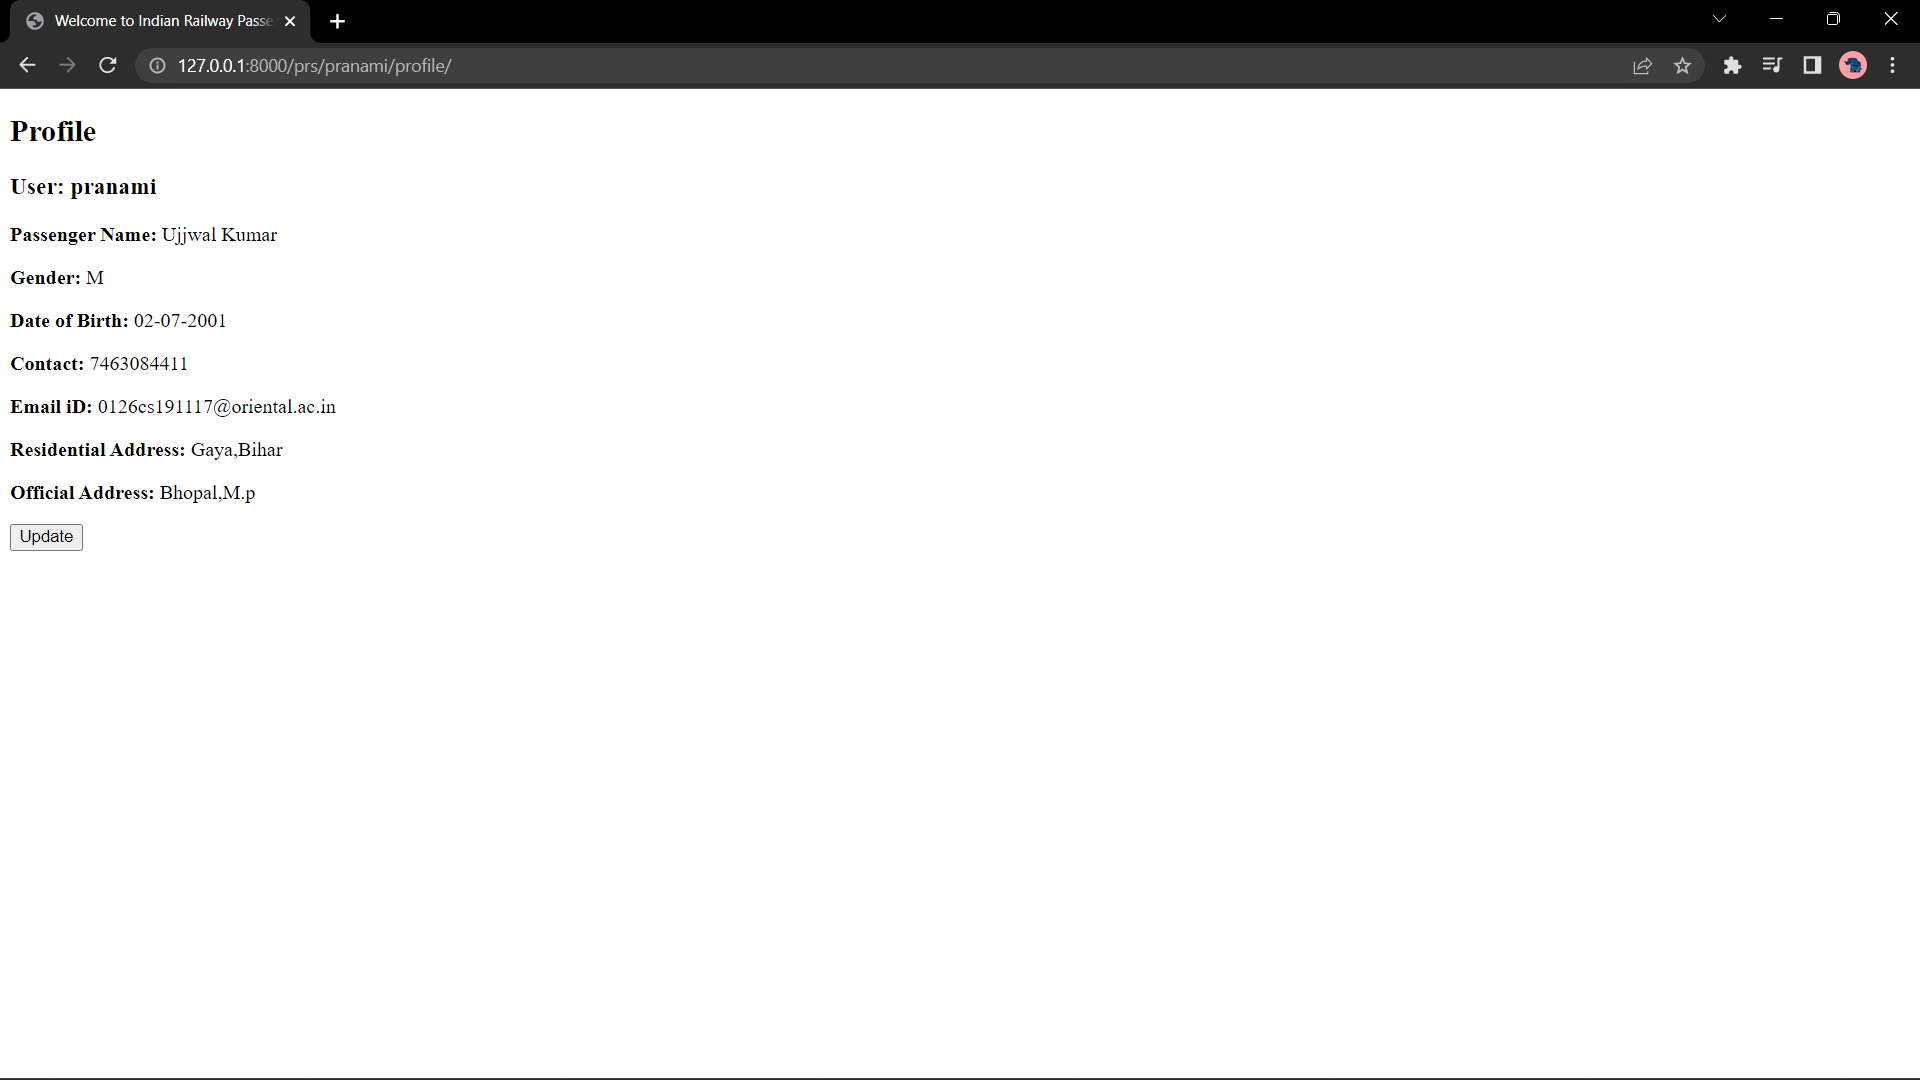 Welcome to Indian Railway Passe
127.0.0.1:8000/prs/pranami/profile/
Profile
User: pranami
Passenger Name: Ujjwal Kumar
Gender: M
Date of Birth: 02-07-2001
Contact: 7463084411
Email iD: 0126cs191117@oriental.ac.in
Residential Address: Gaya,Bihar
Official Address: Bhopal,M.p
Update